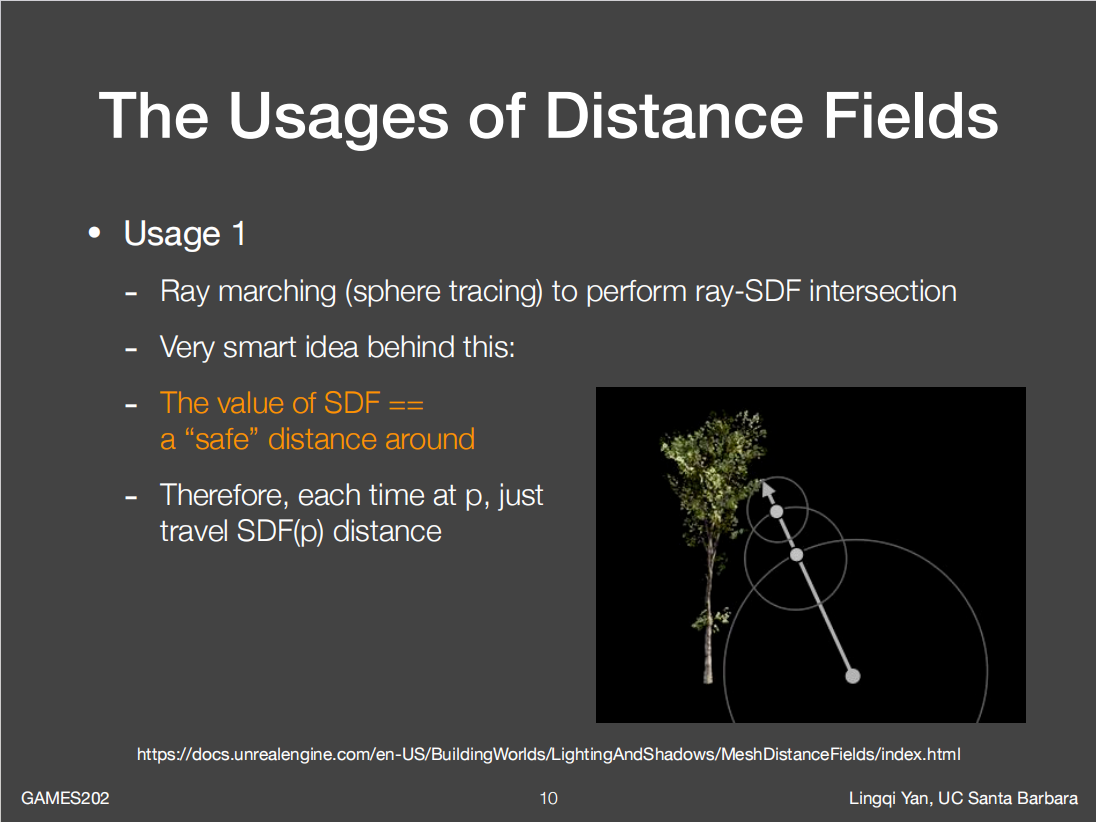 The Usages of Distance Fields
• Usage 1
- Ray marching (sphere tracing) to perform ray-SDF intersection
- Very smart idea behind this:
- The value of SDF ==
a “safe” distance around
- Therefore, each time at p, just
travel SDF(p) distance
https://docs.unrealengine.com/en-US/BuildingWorlds/LightingAndShadows/MeshDistanceFields/index.html
GAMES202
10
Lingqi Yan, UC Santa Barbara